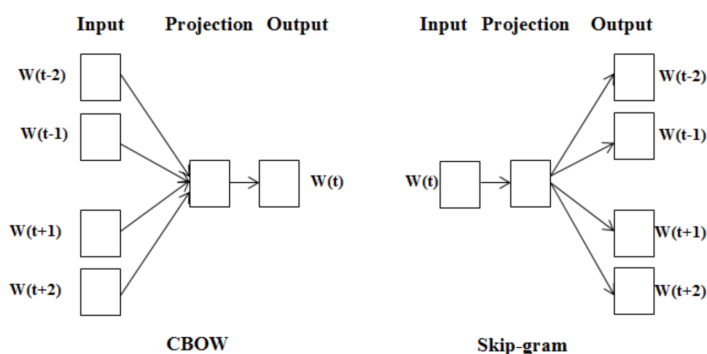 Input Projection Output
W(t-2)
W(t-1)
W(t)
W(t+1)
W(t+2)
CBOW
Input Projection Output
W(t-2)
W(t-1)
W(t)
W(t+1)
W(t+2)
Skip-gram